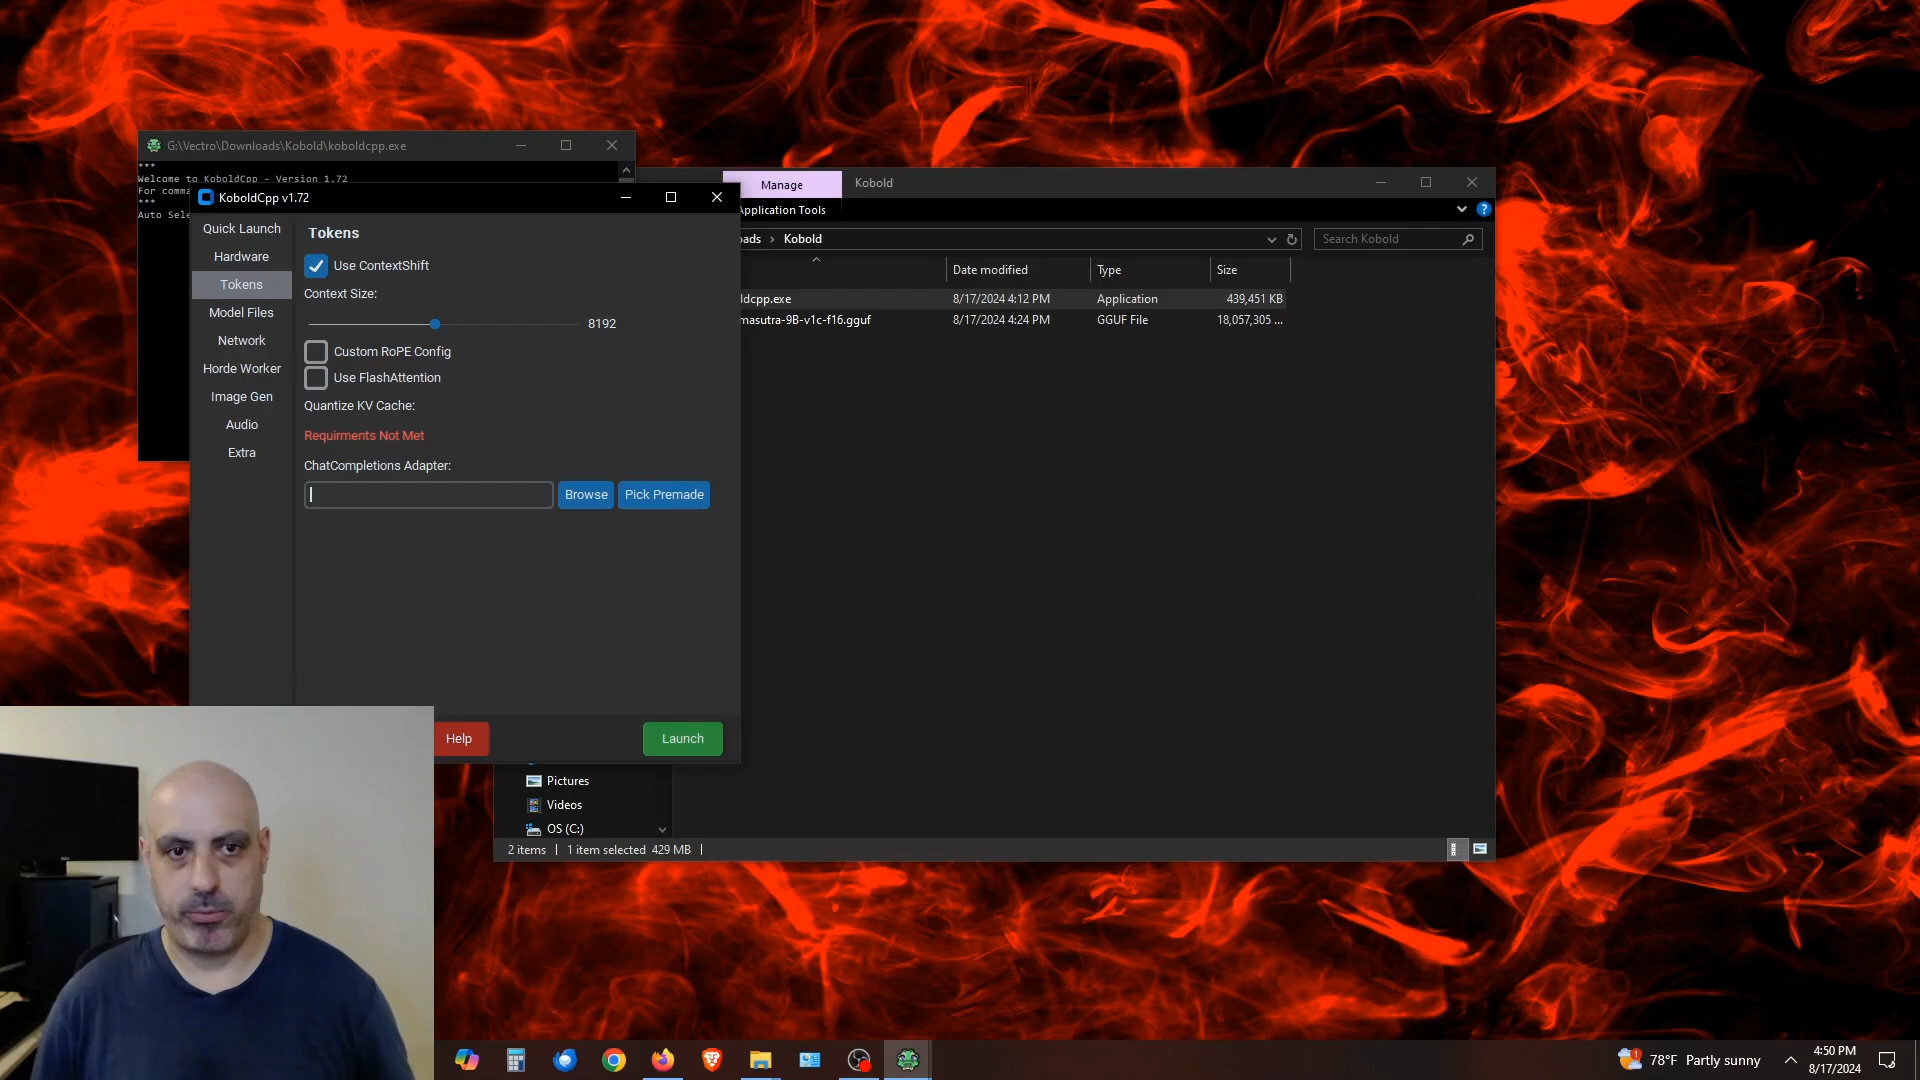 G:\Vectro\Downloads\Kobold\koboldcpp.exe
***
Welcome to KoboldCpp - Version 1.72
For comma
***
Auto Sele
KoboldCpp v1.72
Quick Launch
Hardware
Tokens
Model Files
Network
Horde Worker
Image Gen
Audio
Extra
Tokens
Use ContextShift
Context Size:
8192
Custom RoPE Config
Use FlashAttention
Quantize KV Cache:
Requirments Not Met
ChatCompletions Adapter:
Browse
Pick Premade
Help
Launch
Manage
Kobold
Application Tools
?
oads > Kobold
Search Kobold
Date modified
Type
Size
ldcpp.exe
8/17/2024 4:12 PM
Application
439,451 KB
masutra-9B-v1c-f16.gguf
8/17/2024 4:24 PM
GGUF File
18,057,305 ...
Pictures
Videos
OS (C:)
2 items
1 item selected 429 MB
1
78°F Partly sunny
4:50 PM
8/17/2024